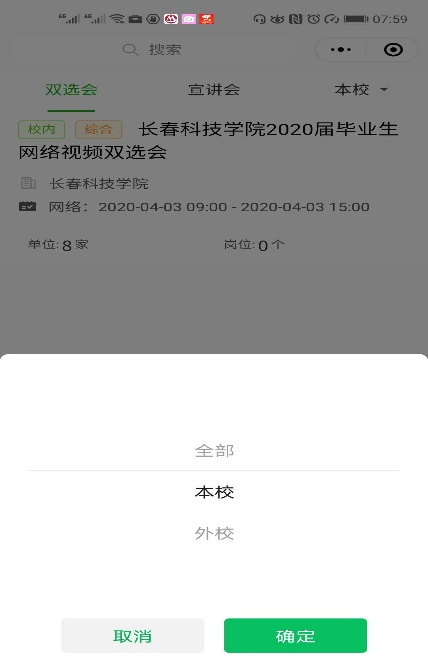 07:59
搜索
双选会 宣讲会 本校
校内 综合 长春科技学院2020届毕业生
网络视频双选会
长春科技学院
网络：2020-04-03 09:00 - 2020-04-03 15:00
单位:8家 岗位:0个
全部
本校
外校
取消 确定